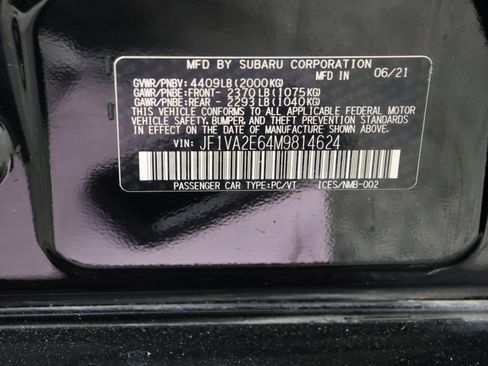 MFD BY SUBARU CORPORATION
MFD IN 06/21
GVWR/PNBV: 4409LB(2000KG)
GAWR/PNBE:FRONT- 2370LB(1075KG)
GAWR/PNBE:REAR - 2293LB(1040KG)
THIS VEHICLE CONFORMS TO ALL APPLICABLE FEDERAL MOTOR
VEHICLE SAFETY, BUMPER, AND THEFT PREVENTION STANDARDS
IN EFFECT ON THE DATE OF MANUFACTURE SHOWN ABOVE.
VIN: JF1VA2E64M9814624
PASSENGER CAR TYPE:PC/VT ICES/NMB-002